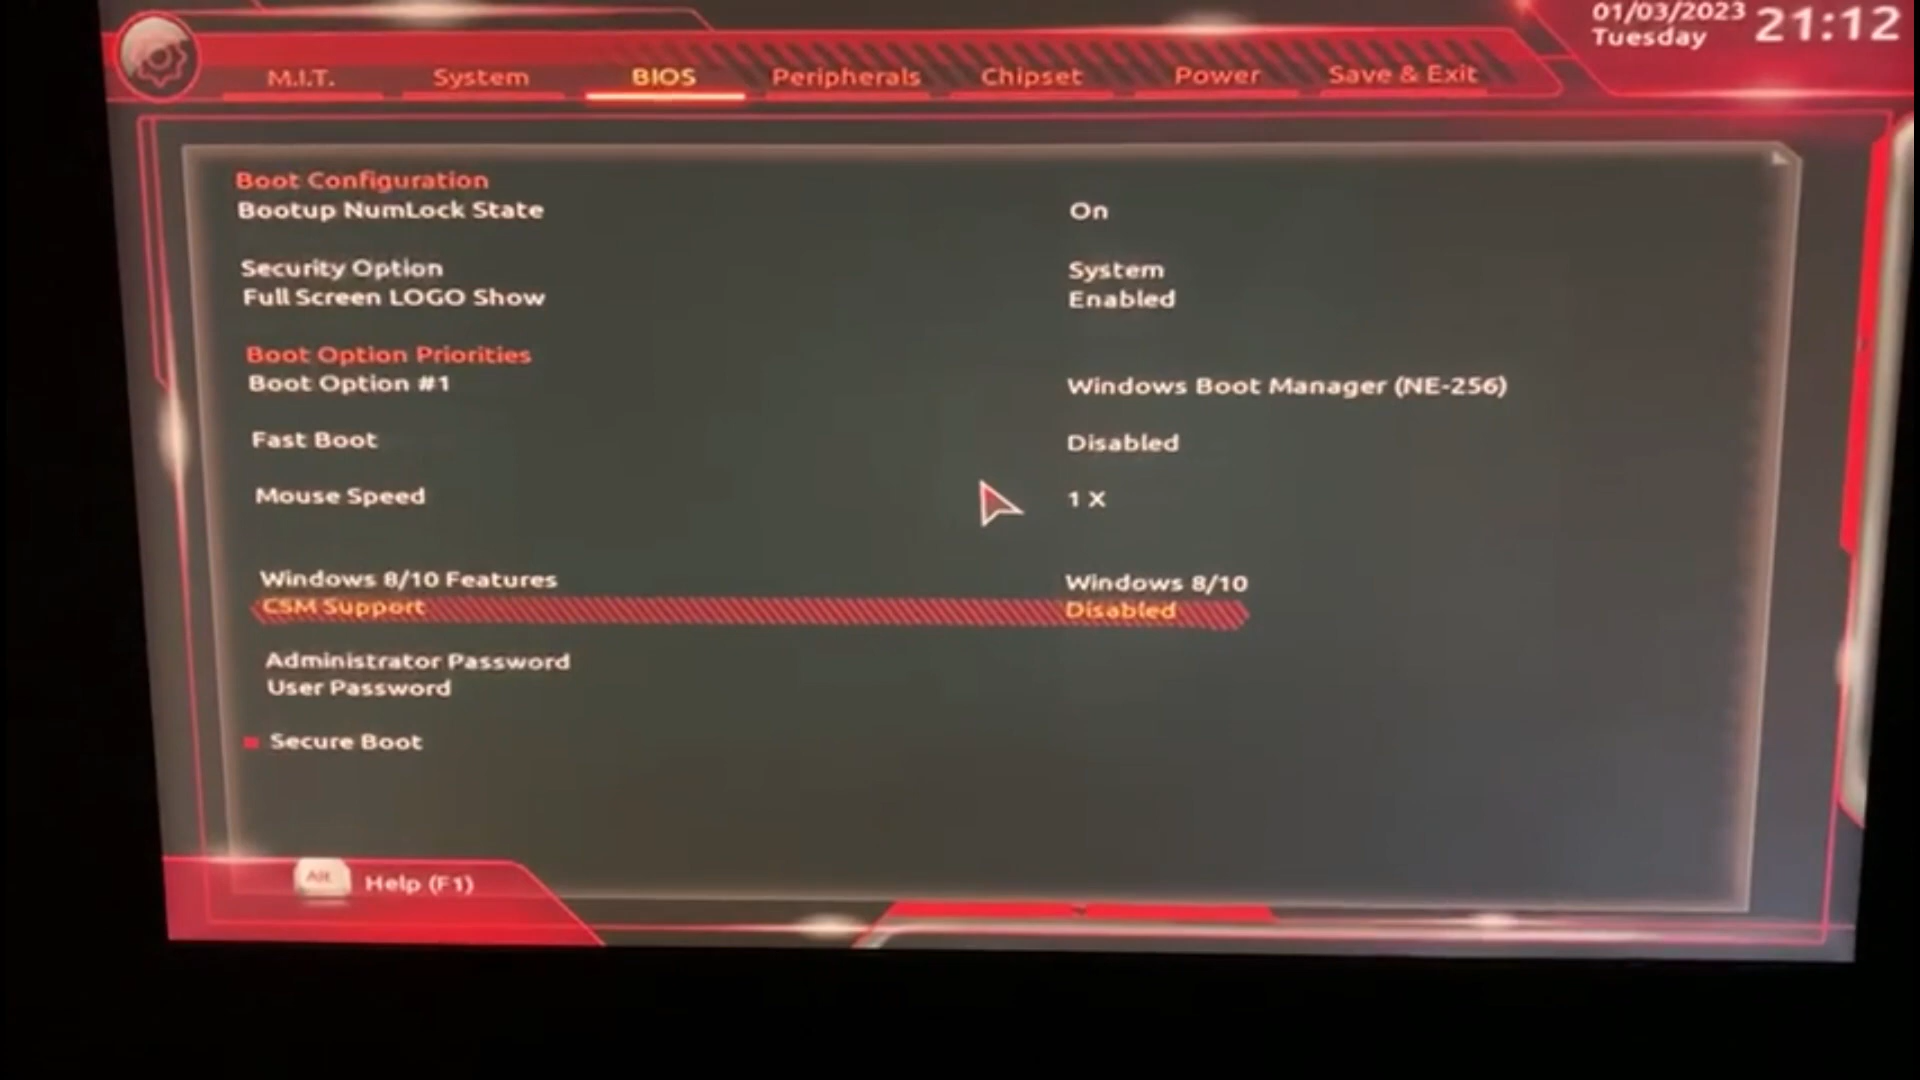 01/03/2023 21:12
Tuesday
M.I.T. System BIOS Peripherals Chipset Power Save & Exit
Boot Configuration
Bootup NumLock State On
Security Option System
Full Screen LOGO Show Enabled
Boot Option Priorities
Boot Option #1 Windows Boot Manager (NE-256)
Fast Boot Disabled
Mouse Speed 1 X
Windows 8/10 Features Windows 8/10
CSM Support Disabled
Administrator Password
User Password
Secure Boot
Alt Help (F1)